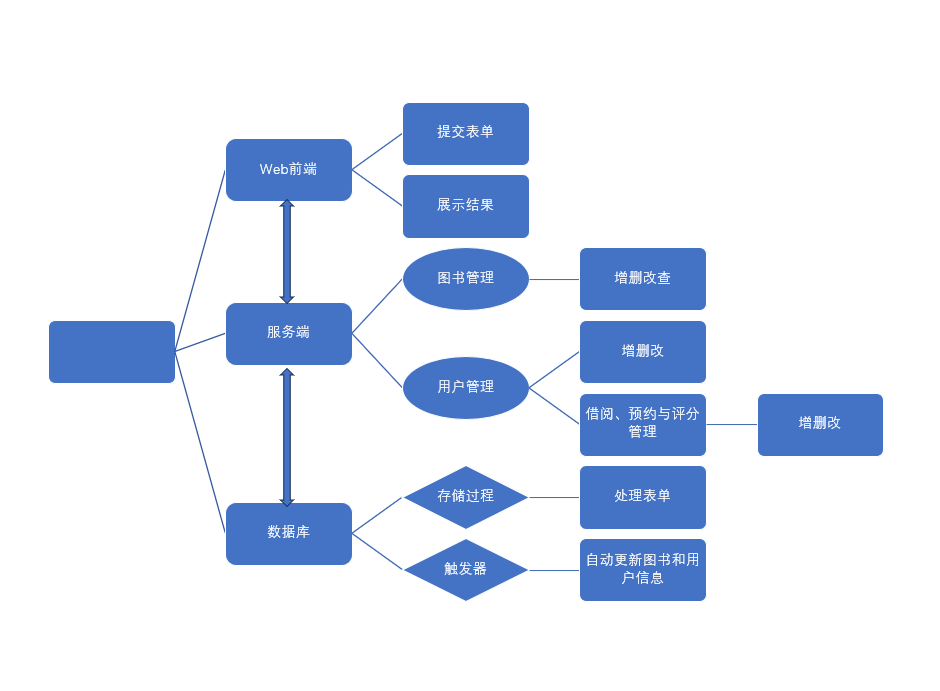 提交表单
Web前端
展示结果
图书管理
增删改查
服务端
增删改
用户管理
借阅、预约与评分
管理
增删改
存储过程
处理表单
数据库
触发器
自动更新图书和用
户信息